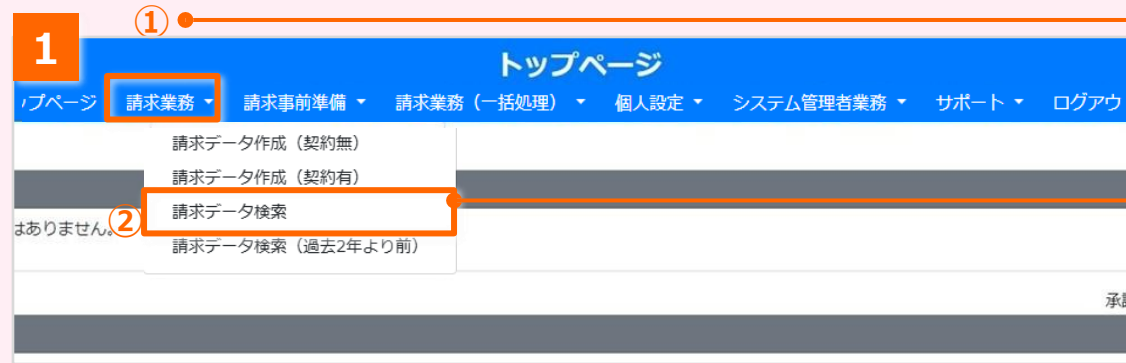 ①
1
トップページ
ップページ 請求業務 請求事前準備 請求業務（一括処理） 個人設定 システム管理者業務 サポート ログアウ
請求データ作成（契約無）
請求データ作成（契約有）
② 請求データ検索
はありません。
請求データ検索（過去2年より前）
承認